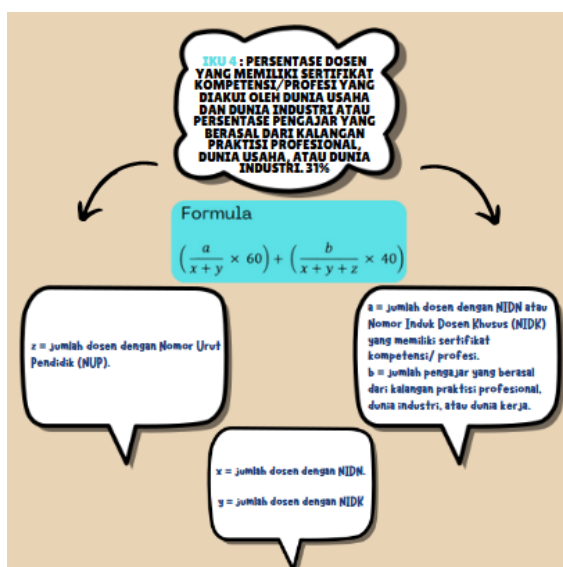 IKU 4 : PERSENTASE DOSEN
YANG MEMILIKI SERTIFIKAT
KOMPETENSI/PROFESI YANG
DIAKUI OLEH DUNIA USAHA
DAN DUNIA INDUSTRI ATAU
PERSENTASE PENGAJAR YANG
BERASAL DARI KALANGAN
PRAKTISI PROFESIONAL,
DUNIA USAHA, ATAU DUNIA
INDUSTRI. 31%
Formula
(a/(x + y) × 60) + (b/(x + y + z) × 40)
z = jumlah dosen dengan Nomor Urut
Pendidik (NUP).
a = jumlah dosen dengan NIDN atau
Nomor Induk Dosen Khusus (NIDK)
yang memiliki sertifikat
kompetensi/ profesi.
b = jumlah pengajar yang berasal
dari kalangan praktisi profesional,
dunia industri, atau dunia kerja.
x = jumlah dosen dengan NIDN.
y = jumlah dosen dengan NIDK